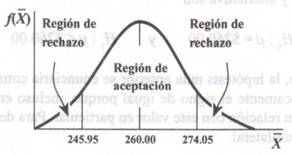 f(X̄)
Región de
rechazo
Región de
rechazo
Región de
aceptación
245.95
260.00
274.05
X̄